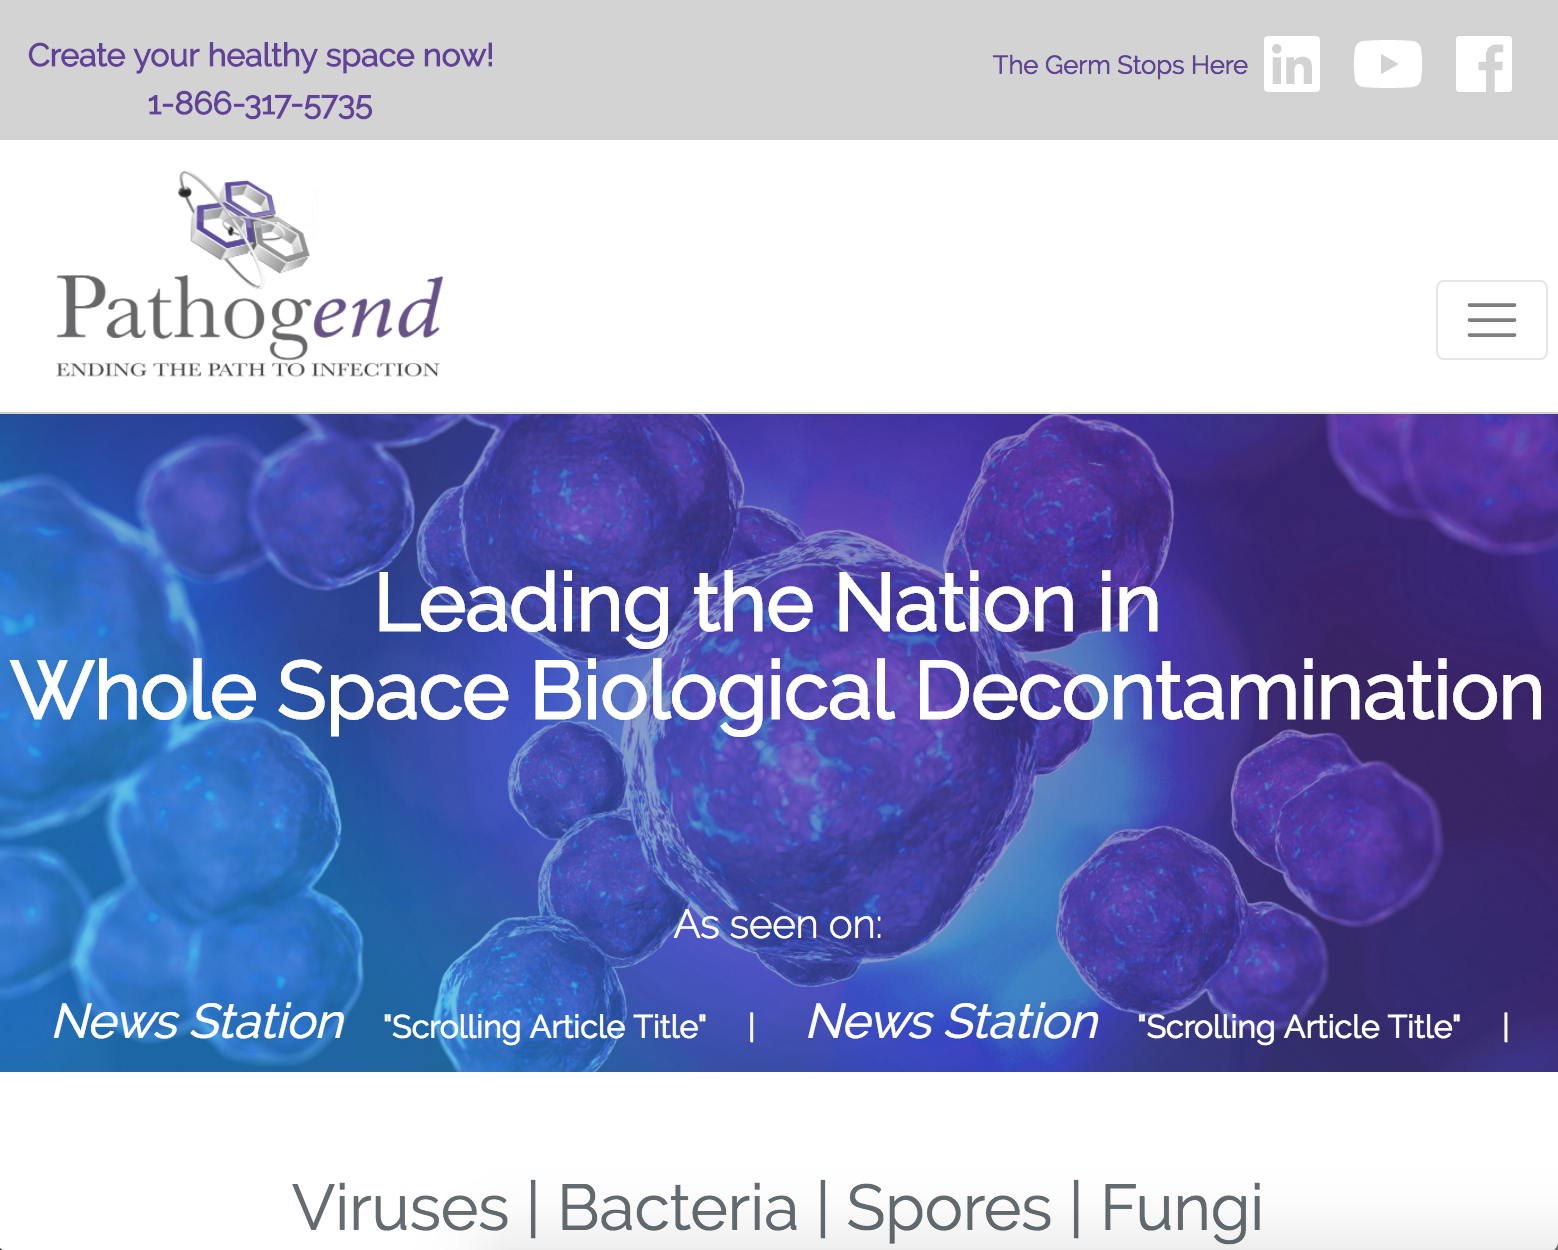 Create your healthy space now!
1-866-317-5735
The Germ Stops Here
Pathogend
ENDING THE PATH TO INFECTION
Leading the Nation in
Whole Space Biological Decontamination
As seen on:
News Station "Scrolling Article Title" | News Station "Scrolling Article Title" |
Viruses | Bacteria | Spores | Fungi